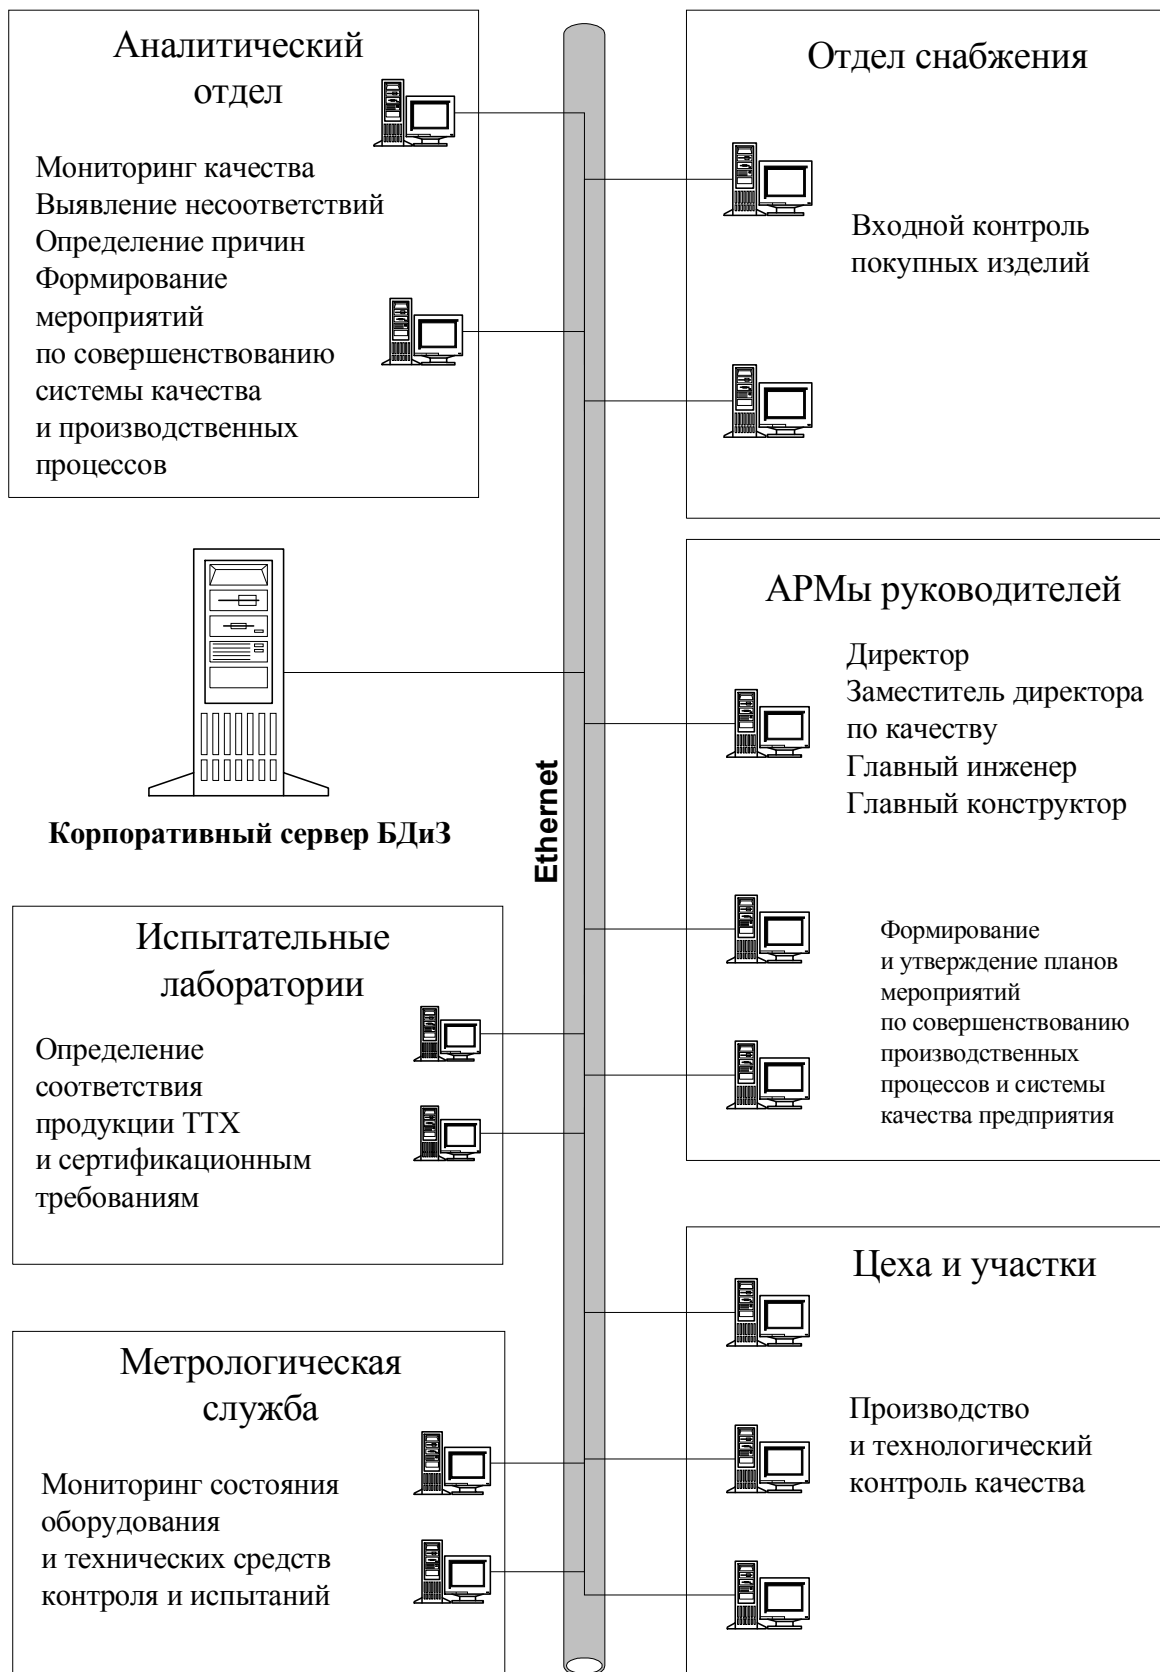 Аналитический
отдел
Мониторинг качества
Выявление несоответствий
Определение причин
Формирование
мероприятий
по совершенствованию
системы качества
и производственных
процессов
Отдел снабжения
Входной контроль
покупных изделий
Корпоративный сервер БДиЗ
Ethernet
АРМы руководителей
Директор
Заместитель директора
по качеству
Главный инженер
Главный конструктор
Формирование
и утверждение планов
мероприятий
по совершенствованию
производственных
процессов и системы
качества предприятия
Испытательные
лаборатории
Определение
соответствия
продукции ТТХ
и сертификационным
требованиям
Цеха и участки
Производство
и технологический
контроль качества
Метрологическая
служба
Мониторинг состояния
оборудования
и технических средств
контроля и испытаний